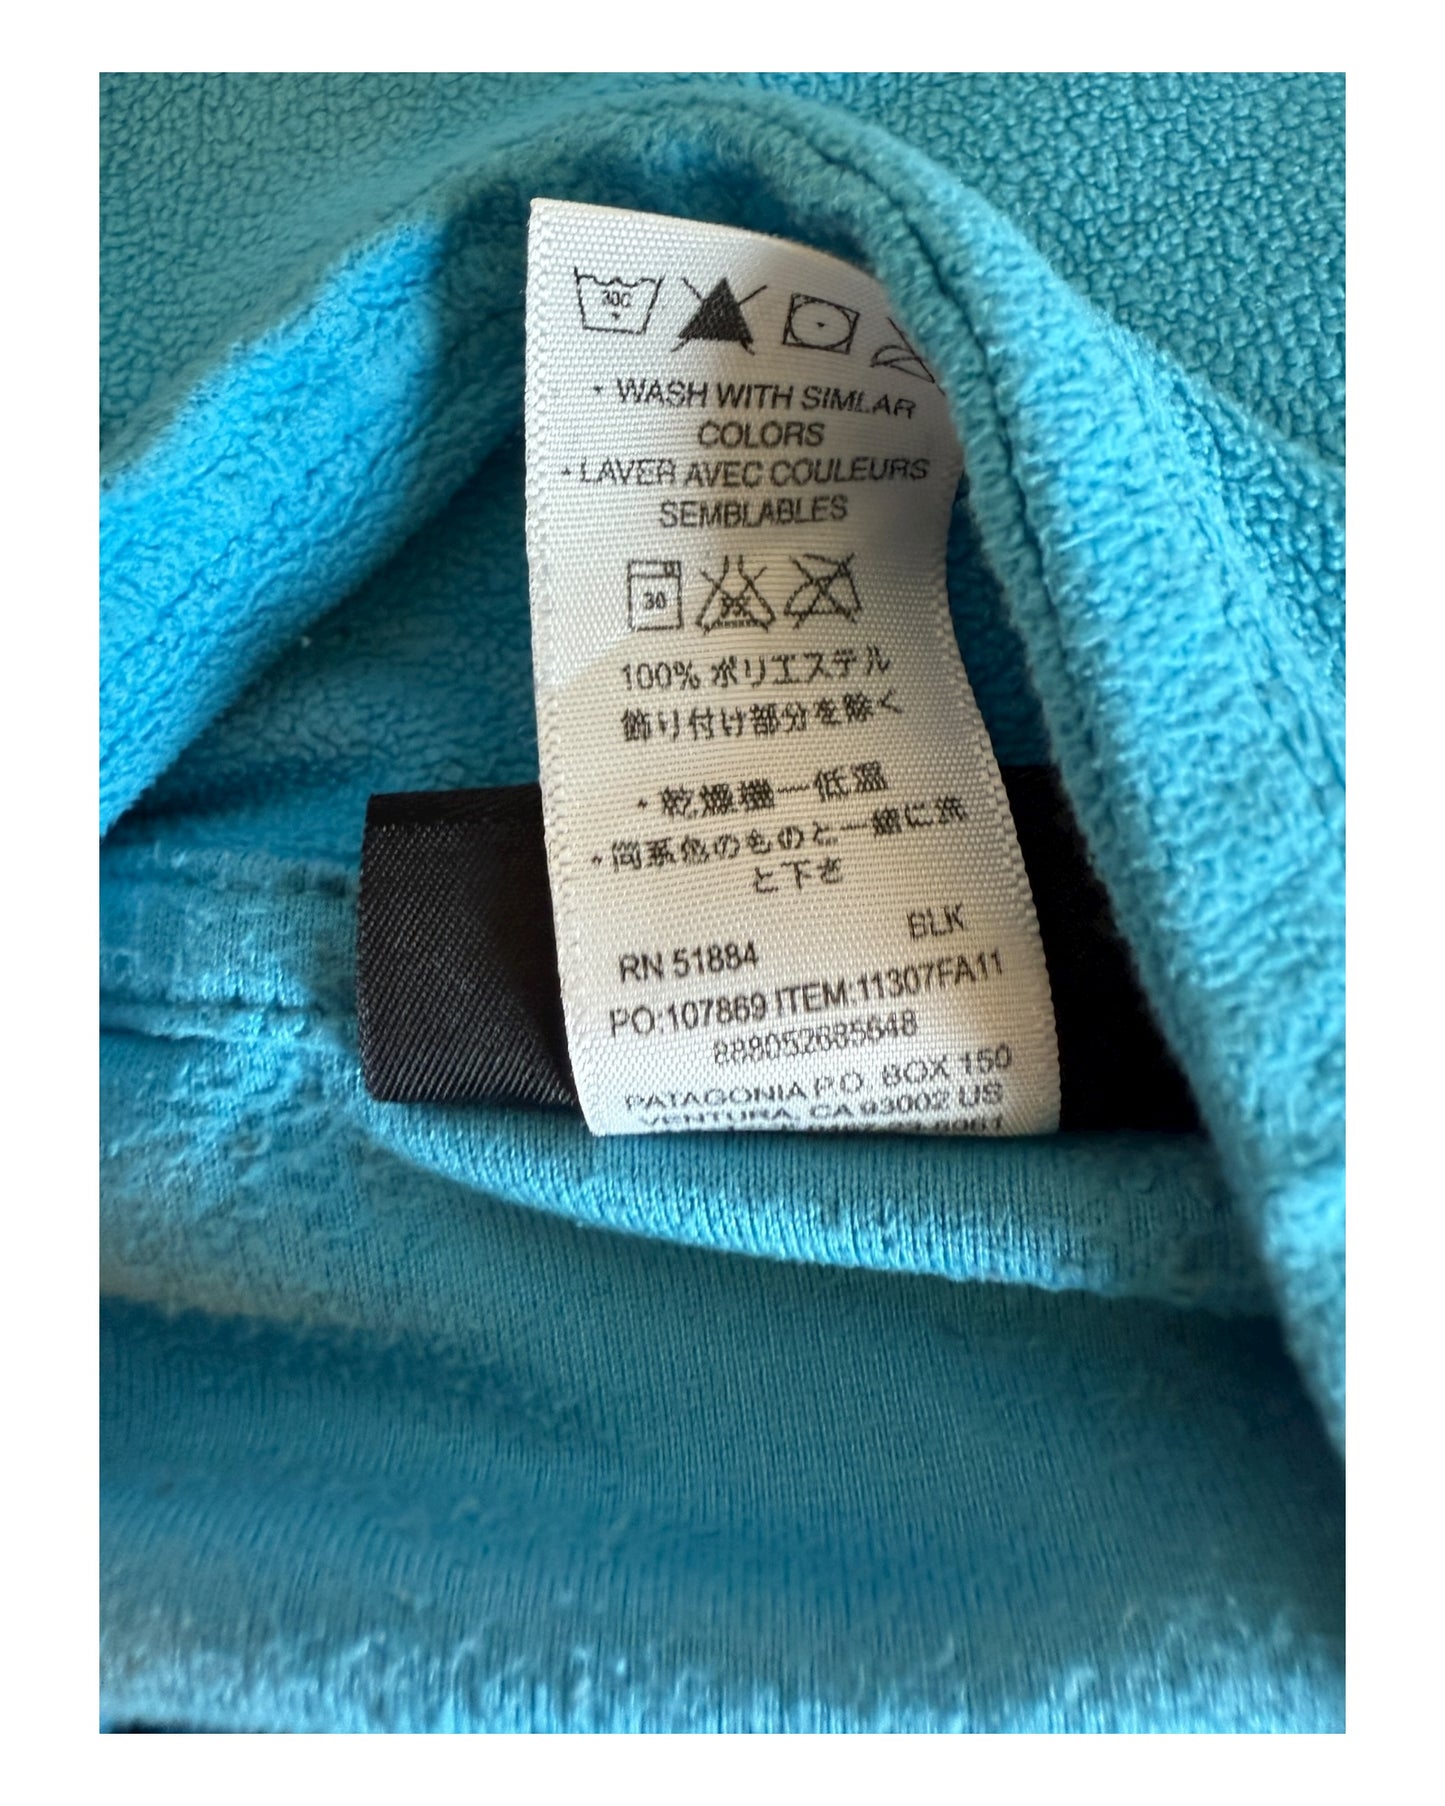 30C
• WASH WITH SIMLAR
COLORS
• LAVER AVEC COULEURS
SEMBLABLES
30
100% ポリエステル
飾り付け部分を除く
• 乾燥機一低温
• 同系色のものと一緒に洗
と下さ
BLK
RN 51884
PO:107869 ITEM:11307FA11
888052685648
PATAGONIA P.O. BOX 150
VENTURA, CA 93002 US